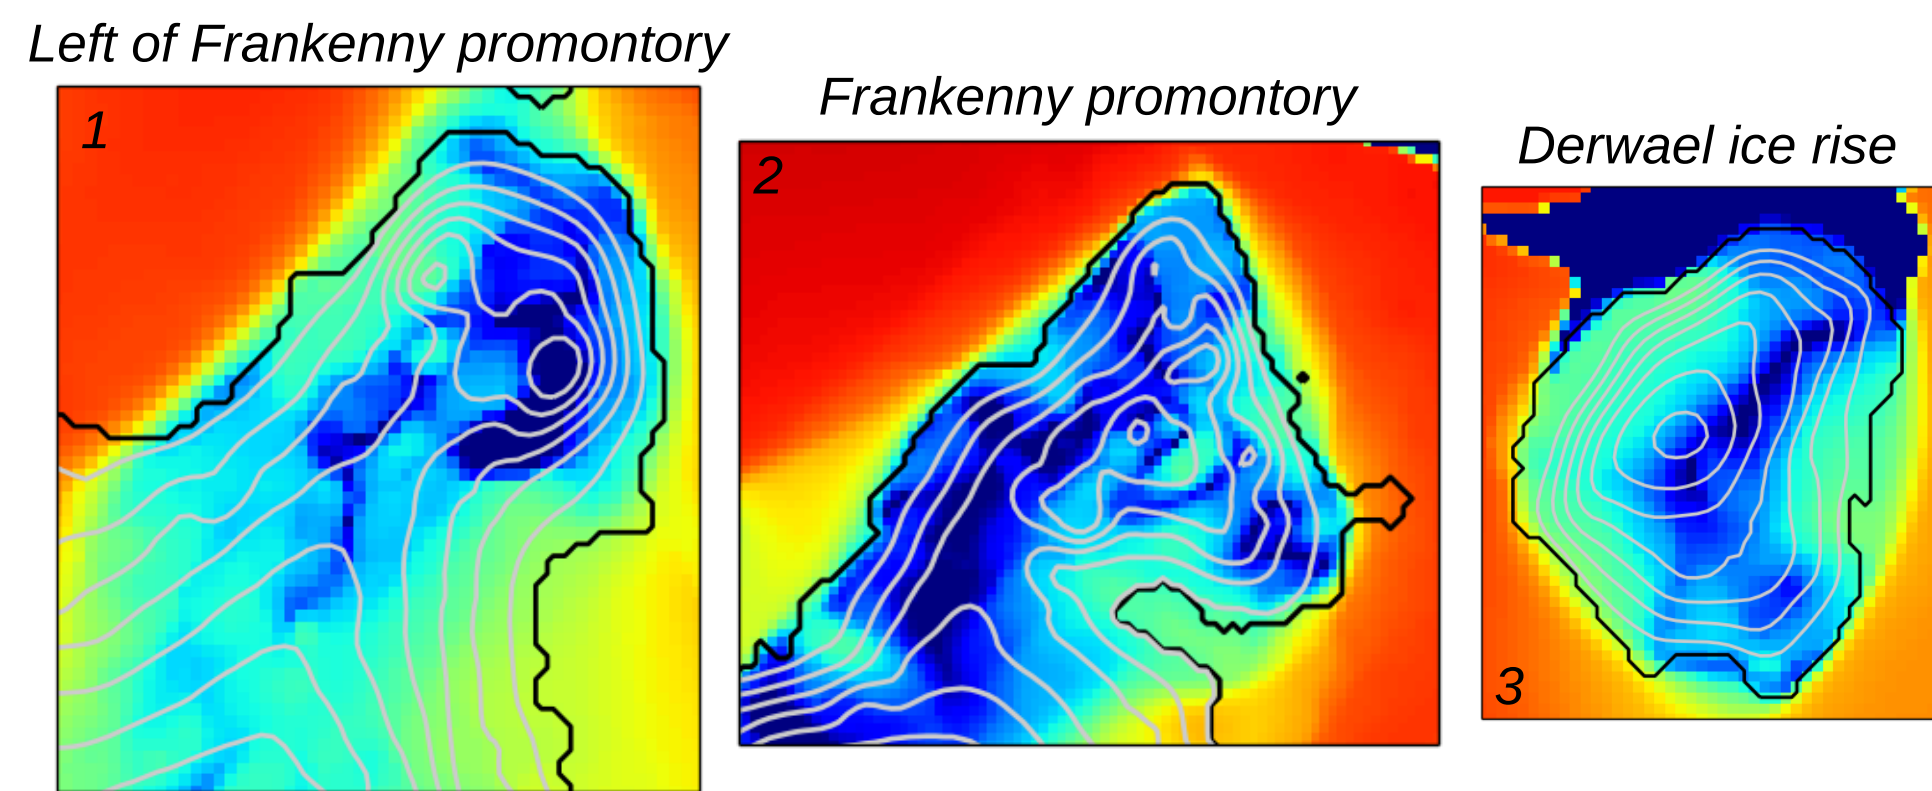 Left of Frankenny promontory
1
Frankenny promontory
2
Derwael ice rise
3